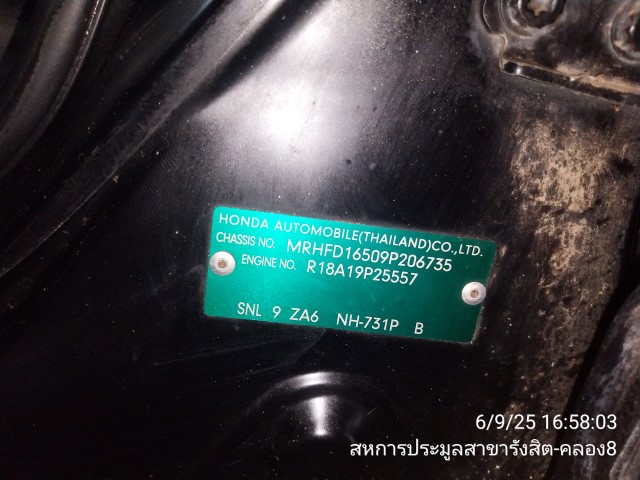 HONDA AUTOMOBILE(THAILAND)CO.,LTD.
CHASSIS NO. MRHFD16509P206735
ENGINE NO. R18A19P25557
SNL 9 ZA6 NH-731P B
6/9/25 16:58:03
สหการประมูลสาขารังสิต-คลอง8